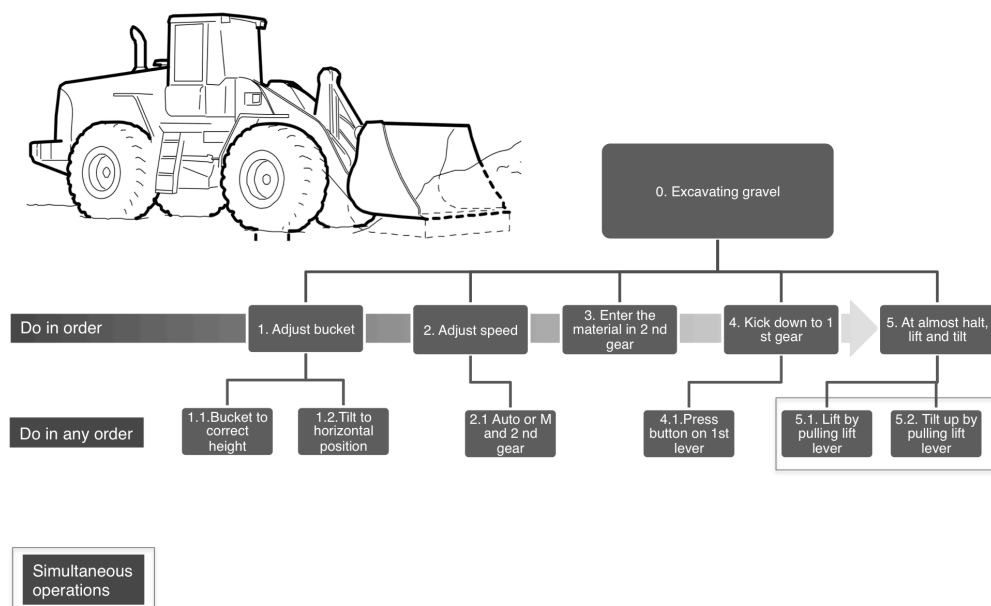 0. Excavating gravel
Do in order
1. Adjust bucket
2. Adjust speed
3. Enter the
material in 2 nd
gear
4. Kick down to 1
st gear
5. At almost halt,
lift and tilt
Do in any order
1.1.Bucket to
correct
height
1.2.Tilt to
horizontal
position
2.1 Auto or M
and 2 nd
gear
4.1.Press
button on 1st
lever
5.1. Lift by
pulling lift
lever
5.2. Tilt up by
pulling lift
lever
Simultaneous
operations